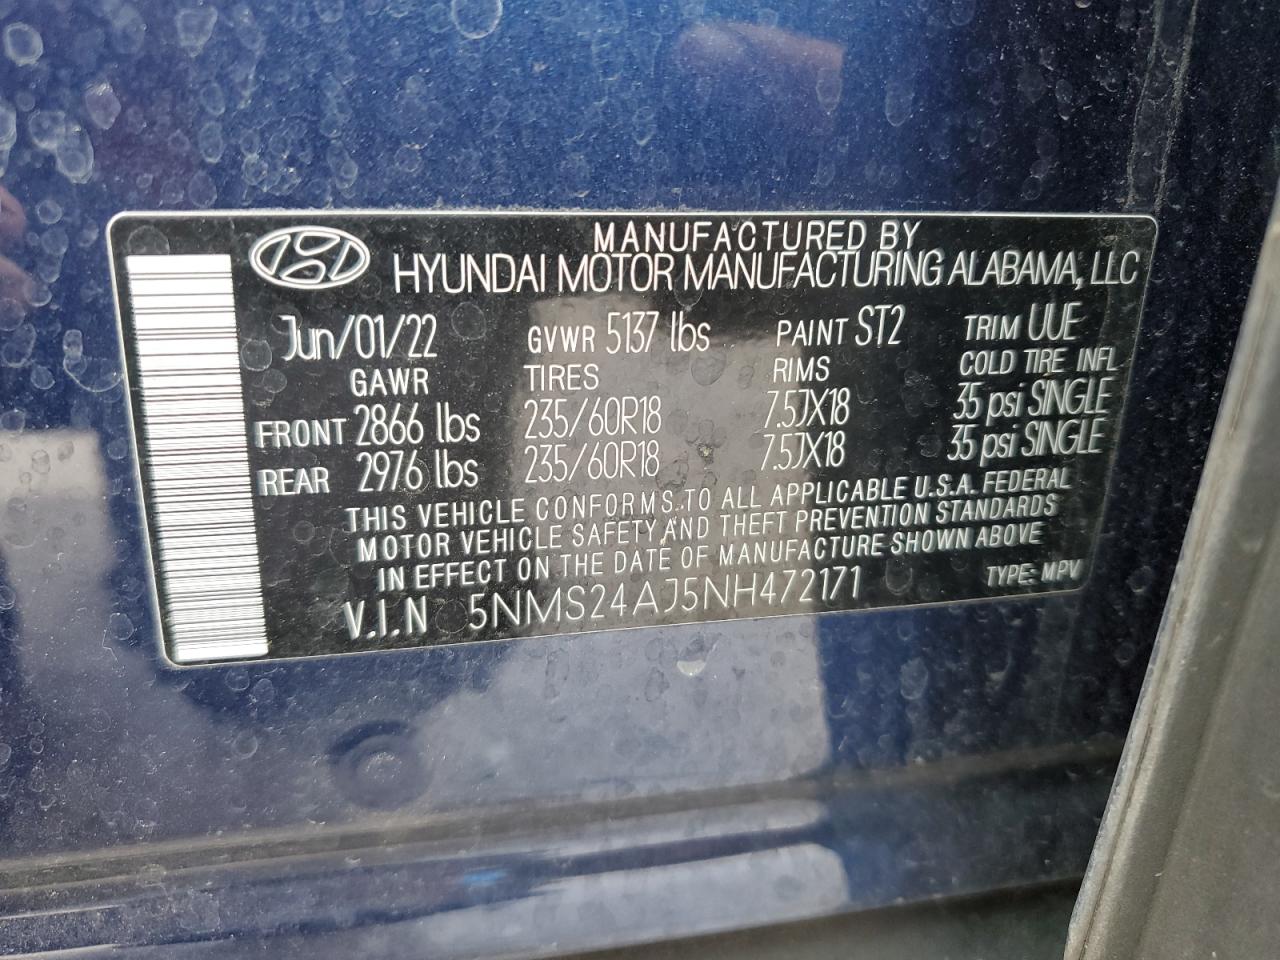 MANUFACTURED BY
HYUNDAI MOTOR MANUFACTURING ALABAMA, LLC
Jun/01/22 GVWR 5137 lbs PAINT ST2 TRIM UUE
GAWR TIRES RIMS COLD TIRE INFL
FRONT 2866 lbs 235/60R18 7.5JX18 35 psi SINGLE
REAR 2976 lbs 235/60R18 7.5JX18 35 psi SINGLE
THIS VEHICLE CONFORMS TO ALL APPLICABLE U.S.A. FEDERAL
MOTOR VEHICLE SAFETY AND THEFT PREVENTION STANDARDS
IN EFFECT ON THE DATE OF MANUFACTURE SHOWN ABOVE
V.I.N 5NMS24AJ5NH472171 TYPE: MPV